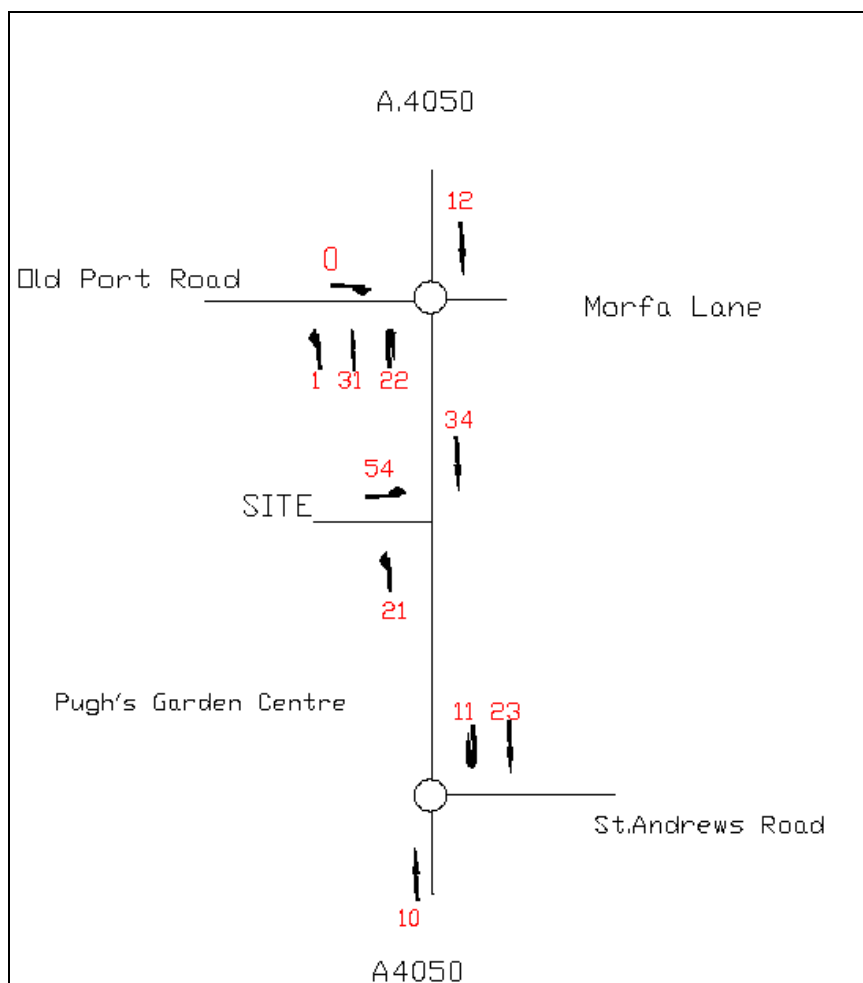 A.4050
12
0
Old Port Road
Morfa Lane
1 31 22
34
54
SITE
21
Pugh's Garden Centre
11 23
St.Andrews Road
10
A4050